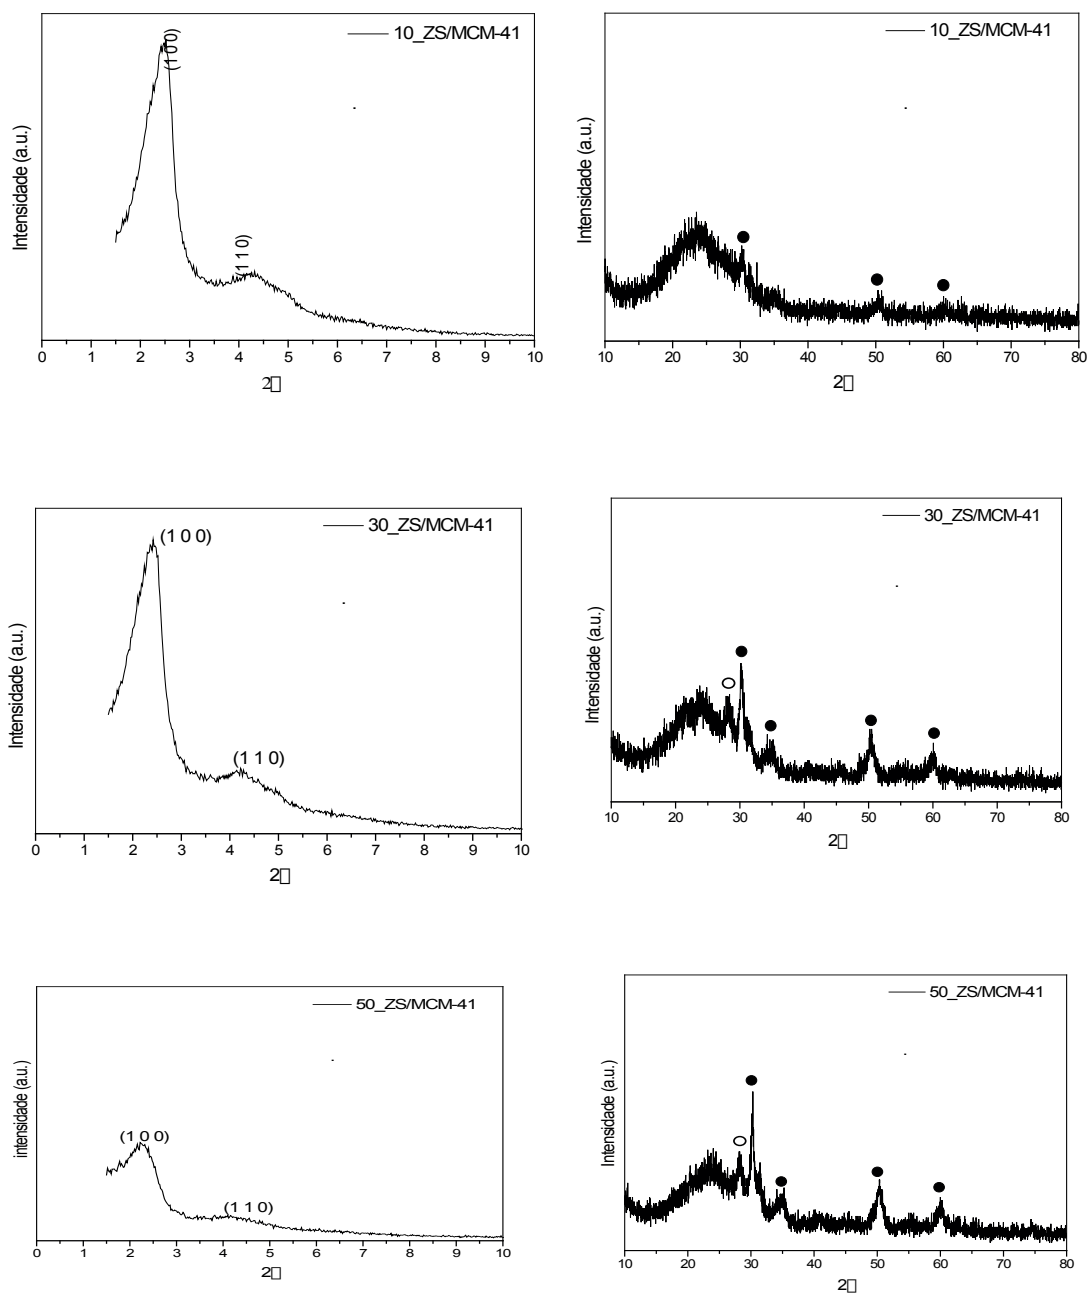 10_ZS/MCM-41
(1 0 0)
(1 1 0)
Intensidade (a.u.)
0 1 2 3 4 5 6 7 8 9 10
2▯
10_ZS/MCM-41
Intensidade (a.u.)
10 20 30 40 50 60 70 80
2▯
30_ZS/MCM-41
(1 0 0)
(1 1 0)
Intensidade (a.u.)
0 1 2 3 4 5 6 7 8 9 10
2▯
30_ZS/MCM-41
Intensidade (a.u.)
10 20 30 40 50 60 70 80
2▯
50_ZS/MCM-41
(1 0 0)
(1 1 0)
intensidade (a.u.)
0 1 2 3 4 5 6 7 8 9 10
2▯
50_ZS/MCM-41
Intensidade (a.u.)
10 20 30 40 50 60 70 80
2▯